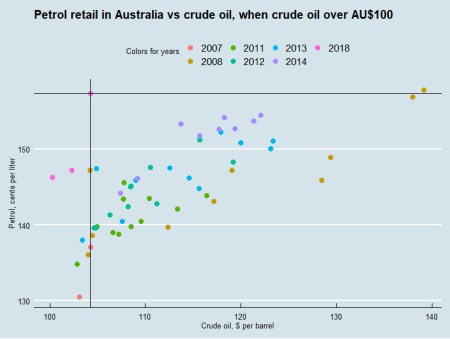 Petrol retail in Australia vs crude oil, when crude oil over AU$100
Colors for years
2007 2011 2013 2018
2008 2012 2014
Petrol, cents per liter
150
140
130
100 110 120 130 140
Crude oil, $ per barrel